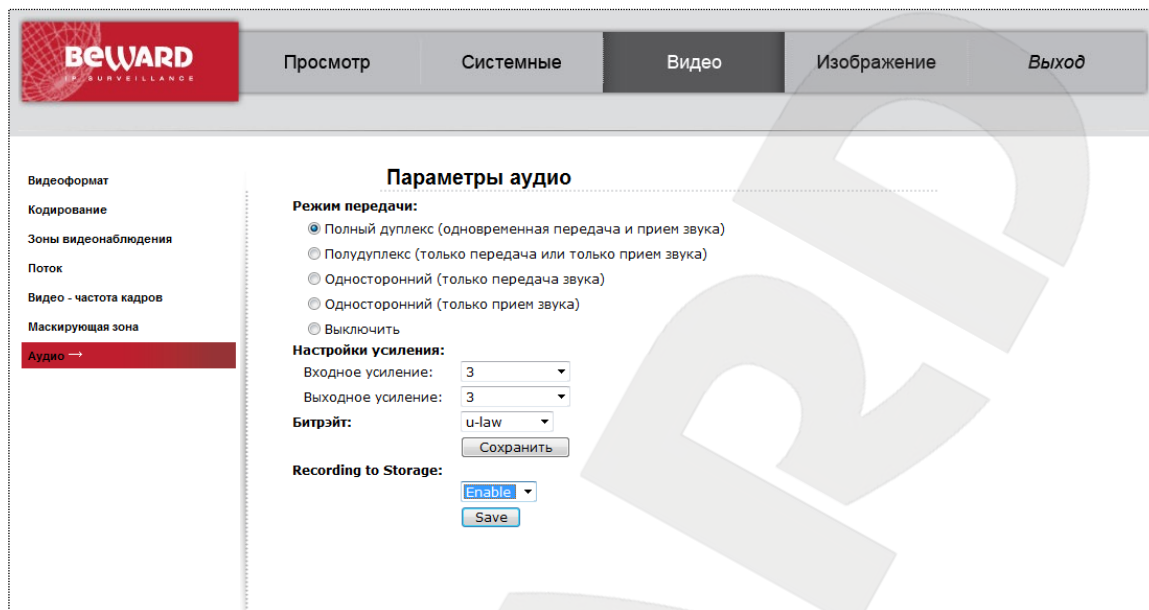 BEWARD
IP SURVEILLANCE
Просмотр
Системные
Видео
Изображение
Выход
Видеоформат
Кодирование
Зоны видеонаблюдения
Поток
Видео - частота кадров
Маскирующая зона
Аудио →
Параметры аудио
Режим передачи:
Полный дуплекс (одновременная передача и прием звука)
Полудуплекс (только передача или только прием звука)
Односторонний (только передача звука)
Односторонний (только прием звука)
Выключить
Настройки усиления:
Входное усиление: 3
Выходное усиление: 3
Битрэйт: u-law
Сохранить
Recording to Storage:
Enable
Save